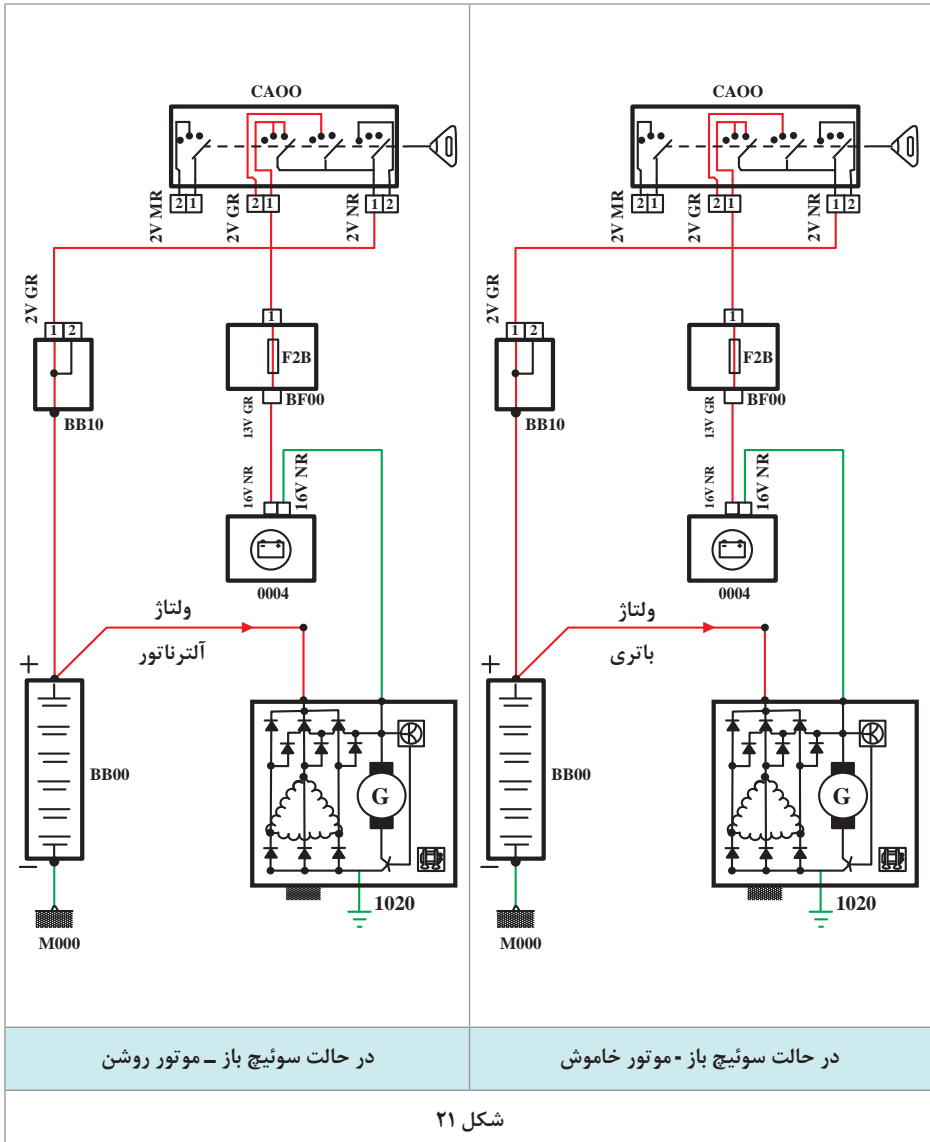 CAOO
2V MR
2 1
2V GR
2 1
2V NR
1 2
2V GR
1 2
BB10
1
F2B
BF00
13V GR
16V NR
16V NR
0004
ولتاژ
آلترناتور
+
BB00
−
M000
G
1020
در حالت سوئیچ باز ــ موتور روشن
CAOO
2V MR
2 1
2V GR
2 1
2V NR
1 2
2V GR
1 2
BB10
1
F2B
BF00
13V GR
16V NR
16V NR
0004
ولتاژ
باتری
+
BB00
−
M000
G
1020
در حالت سوئیچ باز - موتور خاموش
شکل ۲۱